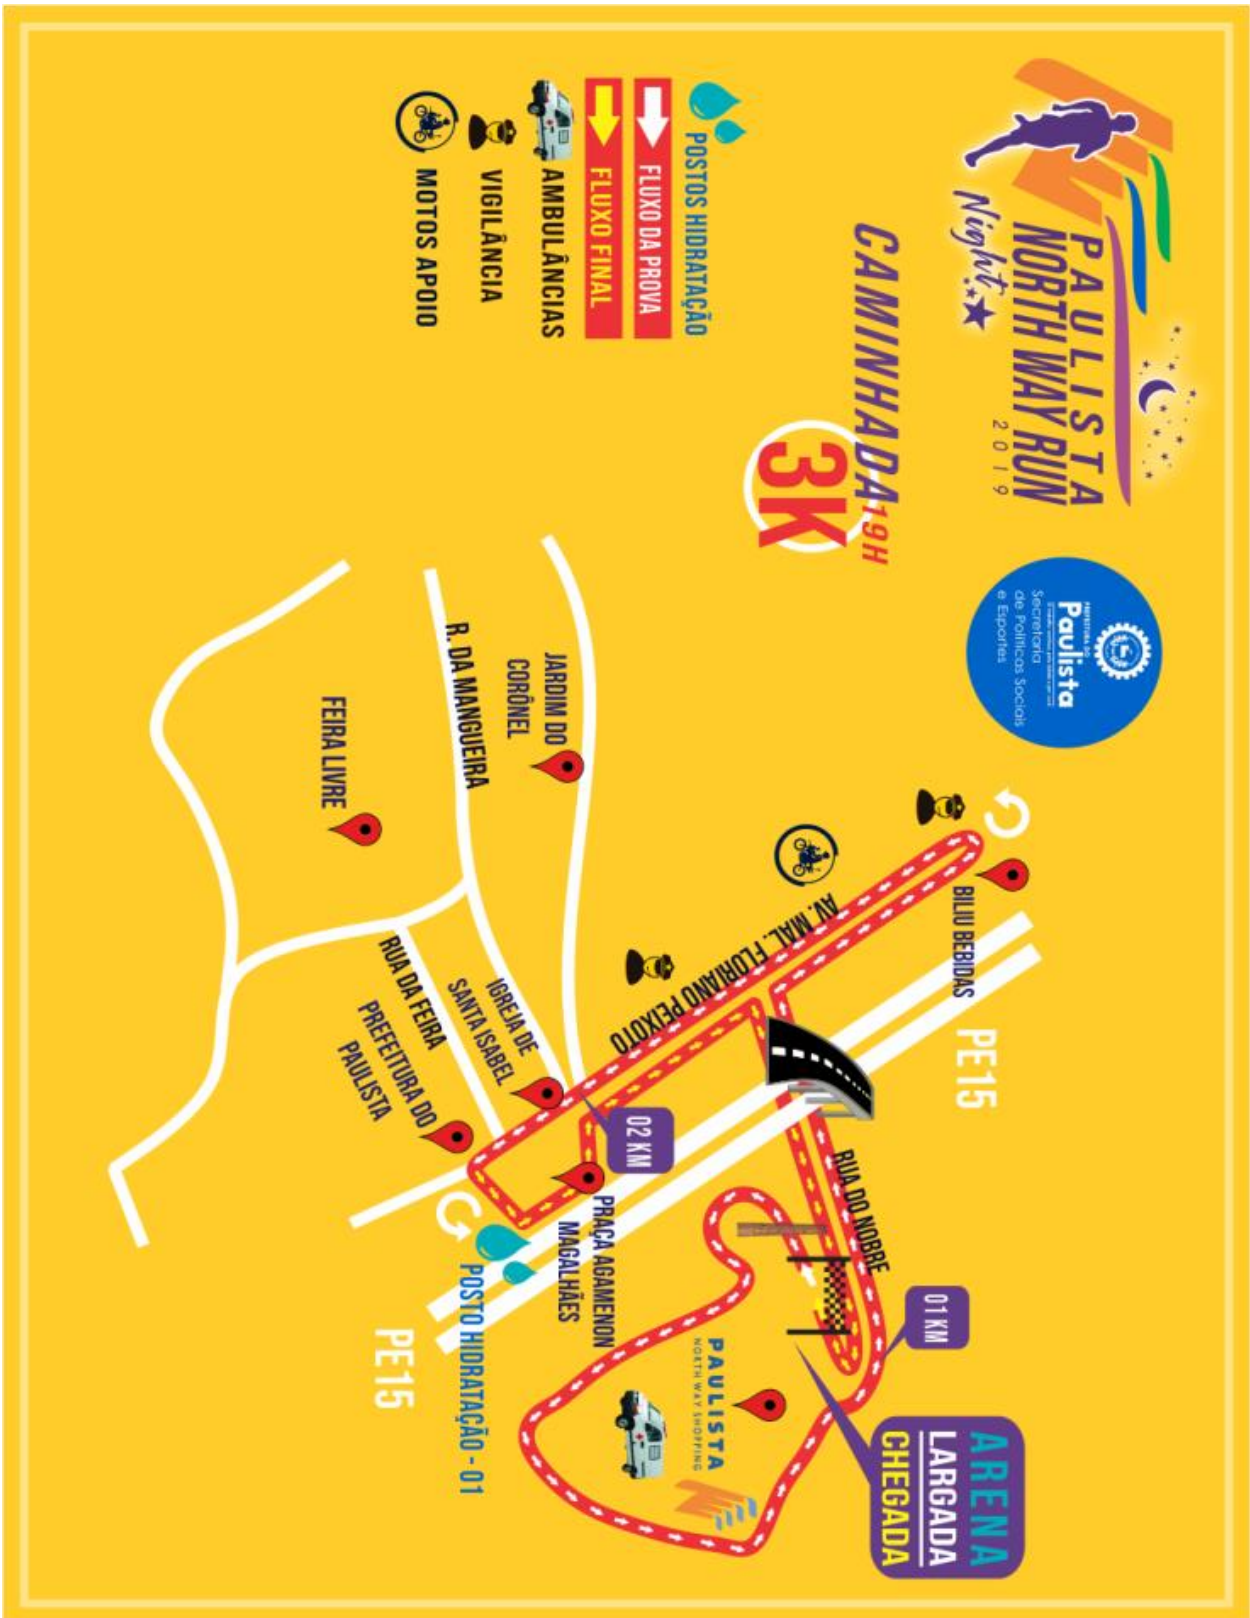 PAULISTA
NORTH WAY RUN
Night
2019
PREFEITURA DO
Paulista
Secretaria
de Políticas Sociais
e Esportes
CAMINHADA 19H
3K
POSTOS HIDRATAÇÃO
FLUXO DA PROVA
FLUXO FINAL
AMBULÂNCIAS
VIGILÂNCIA
MOTOS APOIO
BILIU BEBIDAS
PE15
ARENA
LARGADA
CHEGADA
01 KM
RUA DO NOBRE
AV. MAL. FLORIANO PEIXOTO
PAULISTA
NORTH WAY SHOPPING
02 KM
PRAÇA AGAMENON
MAGALHÃES
JARDIM DO
CORÔNEL
R. DA MANGUEIRA
IGREJA DE
SANTA ISABEL
POSTO HIDRATAÇÃO - 01
RUA DA FEIRA
PREFEITURA DO
PAULISTA
FEIRA LIVRE
PE15